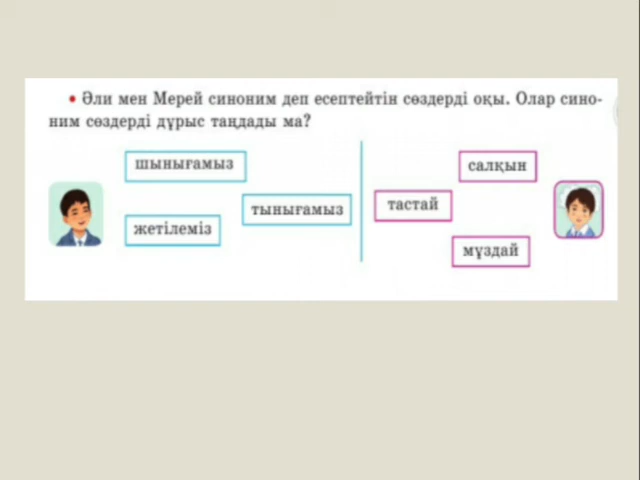 • Әли мен Мерей синоним деп есептейтін сөздерді оқы. Олар сино-
ним сөздерді дұрыс таңдады ма?
шынығамыз
салқын
тынығамыз
тастай
жетілеміз
мұздай